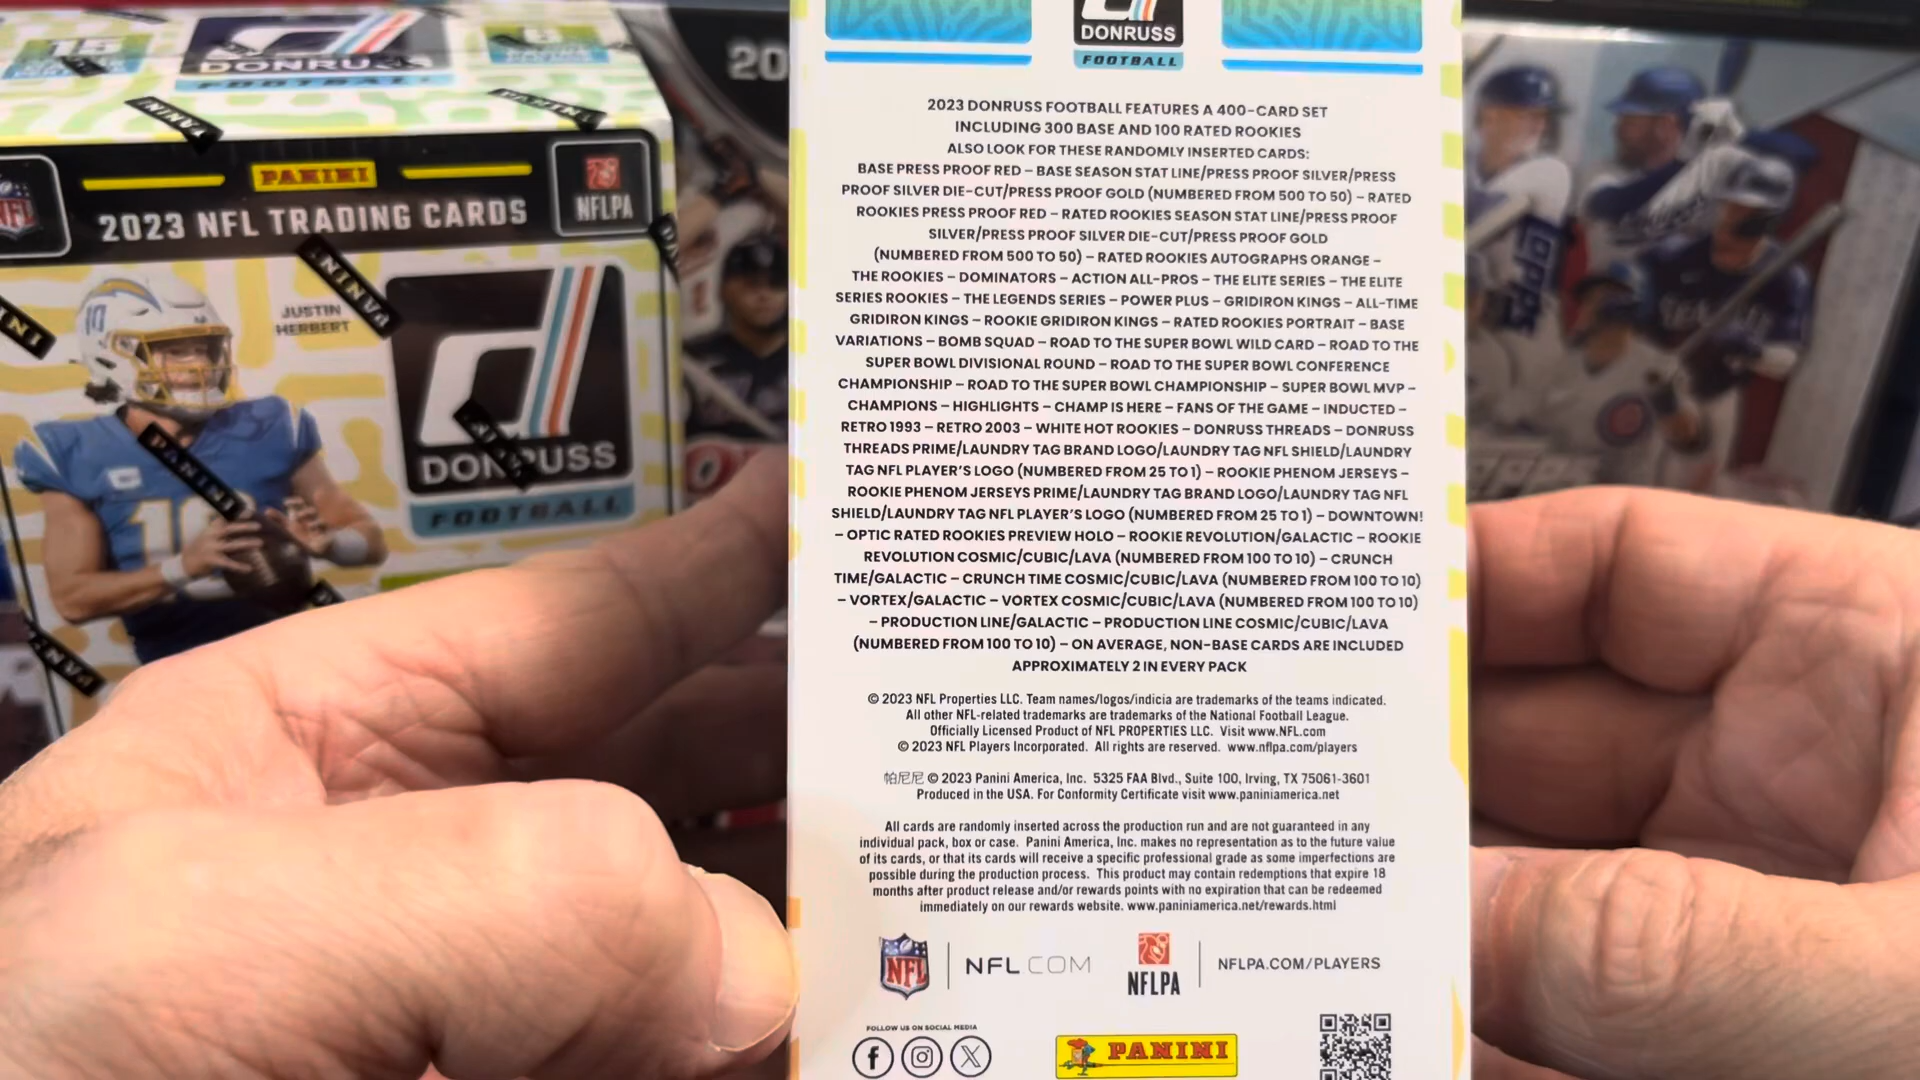 15
DONRUSS
FOOTBALL
6
PANINI
PANINI
20
NFL
PANINI
NFLPA
2023 NFL TRADING CARDS
PANINI
JUSTIN
HERBERT
10
PANINI
DONRUSS
FOOTBALL
DONRUSS
FOOTBALL
2023 DONRUSS FOOTBALL FEATURES A 400-CARD SET
INCLUDING 300 BASE AND 100 RATED ROOKIES
ALSO LOOK FOR THESE RANDOMLY INSERTED CARDS:
BASE PRESS PROOF RED – BASE SEASON STAT LINE/PRESS PROOF SILVER/PRESS
PROOF SILVER DIE-CUT/PRESS PROOF GOLD (NUMBERED FROM 500 TO 50) – RATED
ROOKIES PRESS PROOF RED – RATED ROOKIES SEASON STAT LINE/PRESS PROOF
SILVER/PRESS PROOF SILVER DIE-CUT/PRESS PROOF GOLD
(NUMBERED FROM 500 TO 50) – RATED ROOKIES AUTOGRAPHS ORANGE –
THE ROOKIES – DOMINATORS – ACTION ALL-PROS – THE ELITE SERIES – THE ELITE
SERIES ROOKIES – THE LEGENDS SERIES – POWER PLUS – GRIDIRON KINGS – ALL-TIME
GRIDIRON KINGS – ROOKIE GRIDIRON KINGS – RATED ROOKIES PORTRAIT – BASE
VARIATIONS – BOMB SQUAD – ROAD TO THE SUPER BOWL WILD CARD – ROAD TO THE
SUPER BOWL DIVISIONAL ROUND – ROAD TO THE SUPER BOWL CONFERENCE
CHAMPIONSHIP – ROAD TO THE SUPER BOWL CHAMPIONSHIP – SUPER BOWL MVP –
CHAMPIONS – HIGHLIGHTS – CHAMP IS HERE – FANS OF THE GAME – INDUCTED –
RETRO 1993 – RETRO 2003 – WHITE HOT ROOKIES – DONRUSS THREADS – DONRUSS
THREADS PRIME/LAUNDRY TAG BRAND LOGO/LAUNDRY TAG NFL SHIELD/LAUNDRY
TAG NFL PLAYER'S LOGO (NUMBERED FROM 25 TO 1) – ROOKIE PHENOM JERSEYS –
ROOKIE PHENOM JERSEYS PRIME/LAUNDRY TAG BRAND LOGO/LAUNDRY TAG NFL
SHIELD/LAUNDRY TAG NFL PLAYER'S LOGO (NUMBERED FROM 25 TO 1) – DOWNTOWN!
– OPTIC RATED ROOKIES PREVIEW HOLO – ROOKIE REVOLUTION/GALACTIC – ROOKIE
REVOLUTION COSMIC/CUBIC/LAVA (NUMBERED FROM 100 TO 10) – CRUNCH
TIME/GALACTIC – CRUNCH TIME COSMIC/CUBIC/LAVA (NUMBERED FROM 100 TO 10)
– VORTEX/GALACTIC – VORTEX COSMIC/CUBIC/LAVA (NUMBERED FROM 100 TO 10)
– PRODUCTION LINE/GALACTIC – PRODUCTION LINE COSMIC/CUBIC/LAVA
(NUMBERED FROM 100 TO 10) – ON AVERAGE, NON-BASE CARDS ARE INCLUDED
APPROXIMATELY 2 IN EVERY PACK
© 2023 NFL Properties LLC. Team names/logos/indicia are trademarks of the teams indicated.
All other NFL-related trademarks are trademarks of the National Football League.
Officially Licensed Product of NFL PROPERTIES LLC. Visit www.NFL.com
© 2023 NFL Players Incorporated. All rights are reserved. www.nflpa.com/players
帕尼尼 © 2023 Panini America, Inc. 5325 FAA Blvd., Suite 100, Irving, TX 75061-3601
Produced in the USA. For Conformity Certificate visit www.paniniamerica.net
All cards are randomly inserted across the production run and are not guaranteed in any
individual pack, box or case. Panini America, Inc. makes no representation as to the future value
of its cards, or that its cards will receive a specific professional grade as some imperfections are
possible during the production process. This product may contain redemptions that expire 18
months after product release and/or rewards points with no expiration that can be redeemed
immediately on our rewards website. www.paniniamerica.net/rewards.html
NFL
NFL.COM
NFLPA
NFLPA.COM/PLAYERS
FOLLOW US ON SOCIAL MEDIA
PANINI